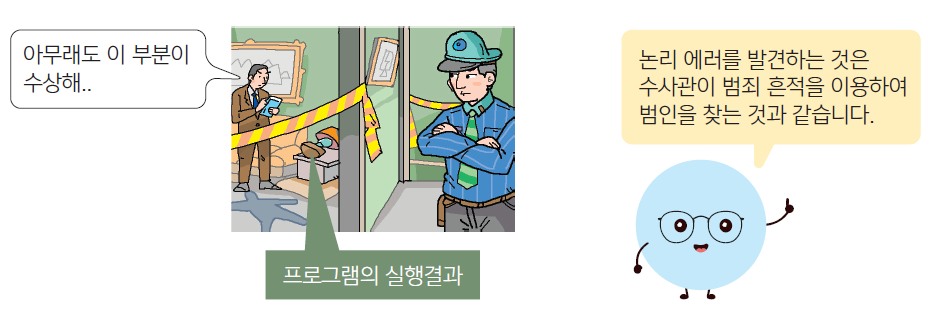 아무래도 이 부분이
수상해..
프로그램의 실행결과
논리 에러를 발견하는 것은
수사관이 범죄 흔적을 이용하여
범인을 찾는 것과 같습니다.